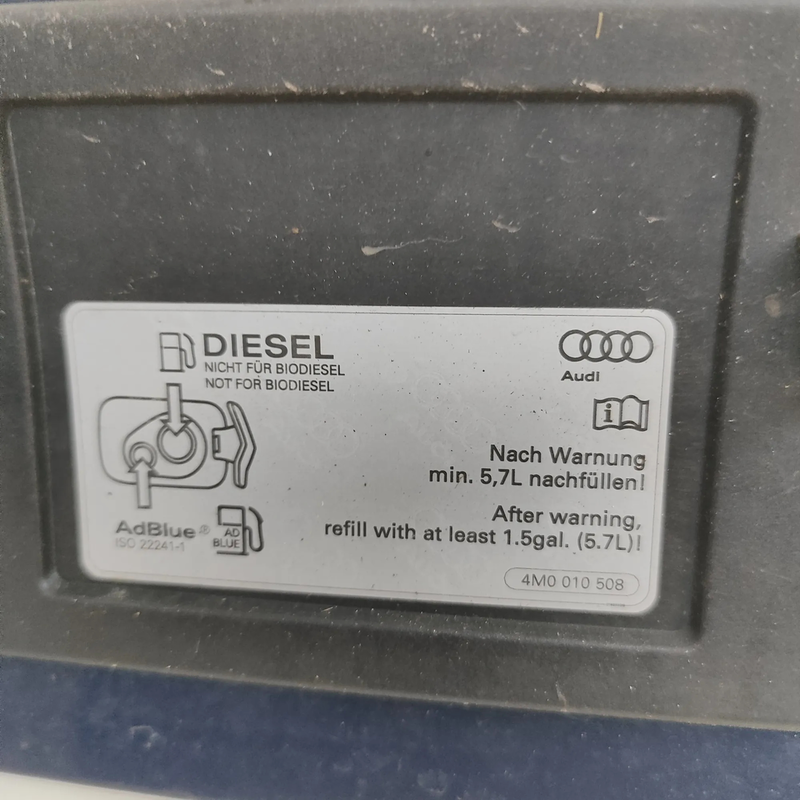 DIESEL
NICHT FÜR BIODIESEL
NOT FOR BIODIESEL
AdBlue®
ISO 22241-1
AD
BLUE
Audi
i
Nach Warnung
min. 5,7L nachfüllen!
After warning,
refill with at least 1.5gal. (5.7L)!
4M0 010 508